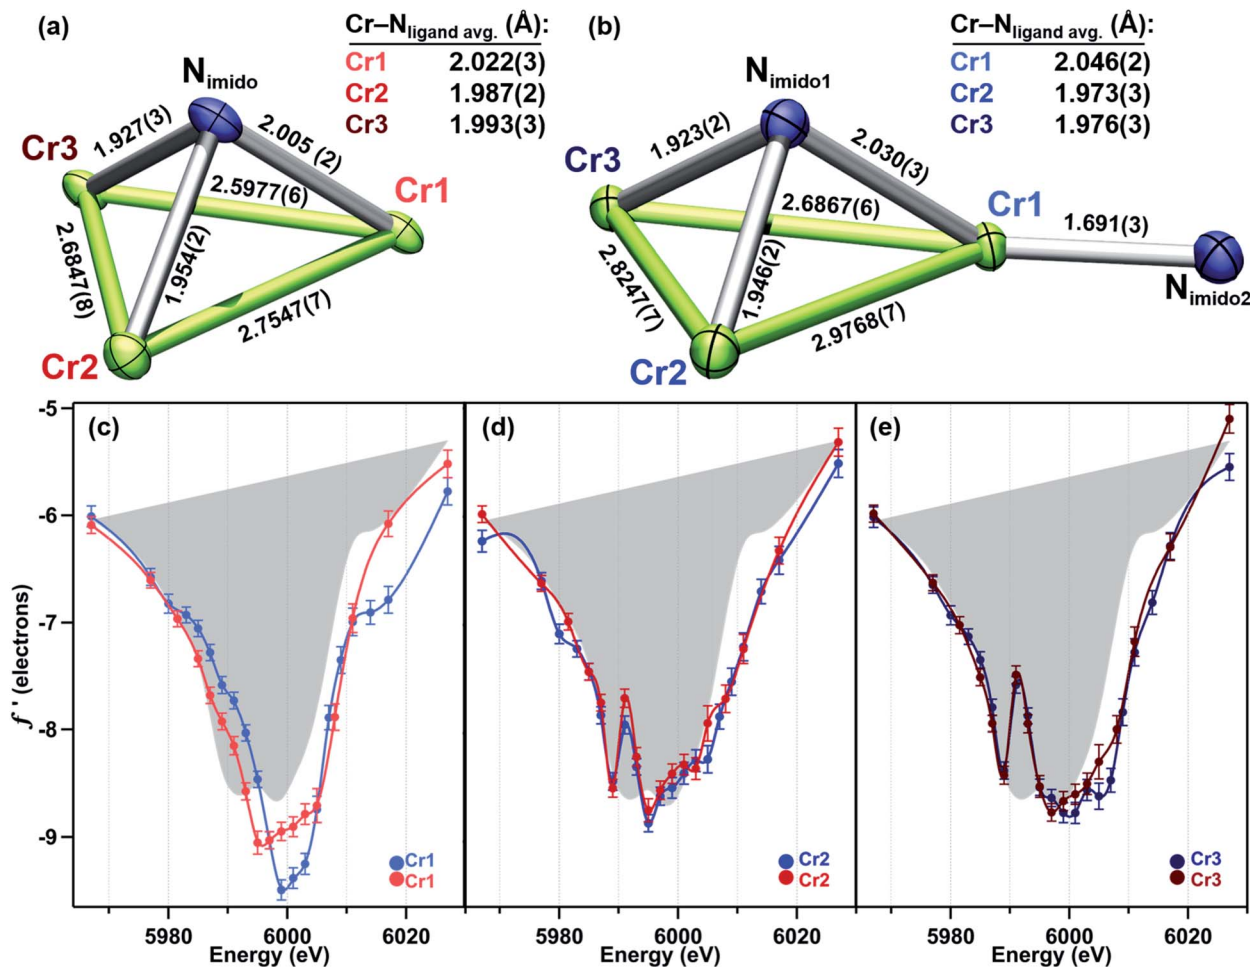 (a)
Cr–N ligand avg. (Å):
Cr1 2.022(3)
Cr2 1.987(2)
Cr3 1.993(3)
N imido
Cr3
Cr1
Cr2
1.927(3)
2.005 (2)
2.5977(6)
2.6847(8)
1.954(2)
2.7547(7)
(b)
Cr–N ligand avg. (Å):
Cr1 2.046(2)
Cr2 1.973(3)
Cr3 1.976(3)
N imido1
Cr3
Cr1
Cr2
N imido2
1.923(2)
2.030(3)
2.6867(6)
1.691(3)
2.8247(7)
1.946(2)
2.9768(7)
f ' (electrons)
-5
-6
-7
-8
-9
(c)
Cr1
Cr1
5980 6000 6020
Energy (eV)
(d)
Cr2
Cr2
5980 6000 6020
Energy (eV)
(e)
Cr3
Cr3
5980 6000 6020
Energy (eV)